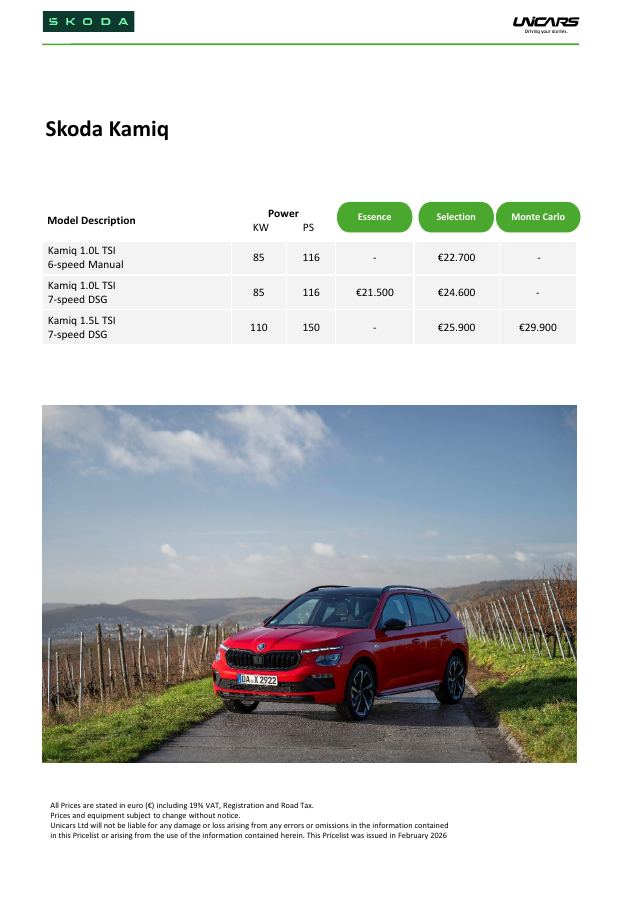 SKODA
UNICARS
Driving your stories.
Skoda Kamiq
Model Description
Power
KW PS
Essence Selection Monte Carlo
Kamiq 1.0L TSI
6-speed Manual
85 116 - €22.700 -
Kamiq 1.0L TSI
7-speed DSG
85 116 €21.500 €24.600 -
Kamiq 1.5L TSI
7-speed DSG
110 150 - €25.900 €29.900
DA X 2922
All Prices are stated in euro (€) including 19% VAT, Registration and Road Tax.
Prices and equipment subject to change without notice.
Unicars Ltd will not be liable for any damage or loss arising from any errors or omissions in the information contained
in this Pricelist or arising from the use of the information contained herein. This Pricelist was issued in February 2026